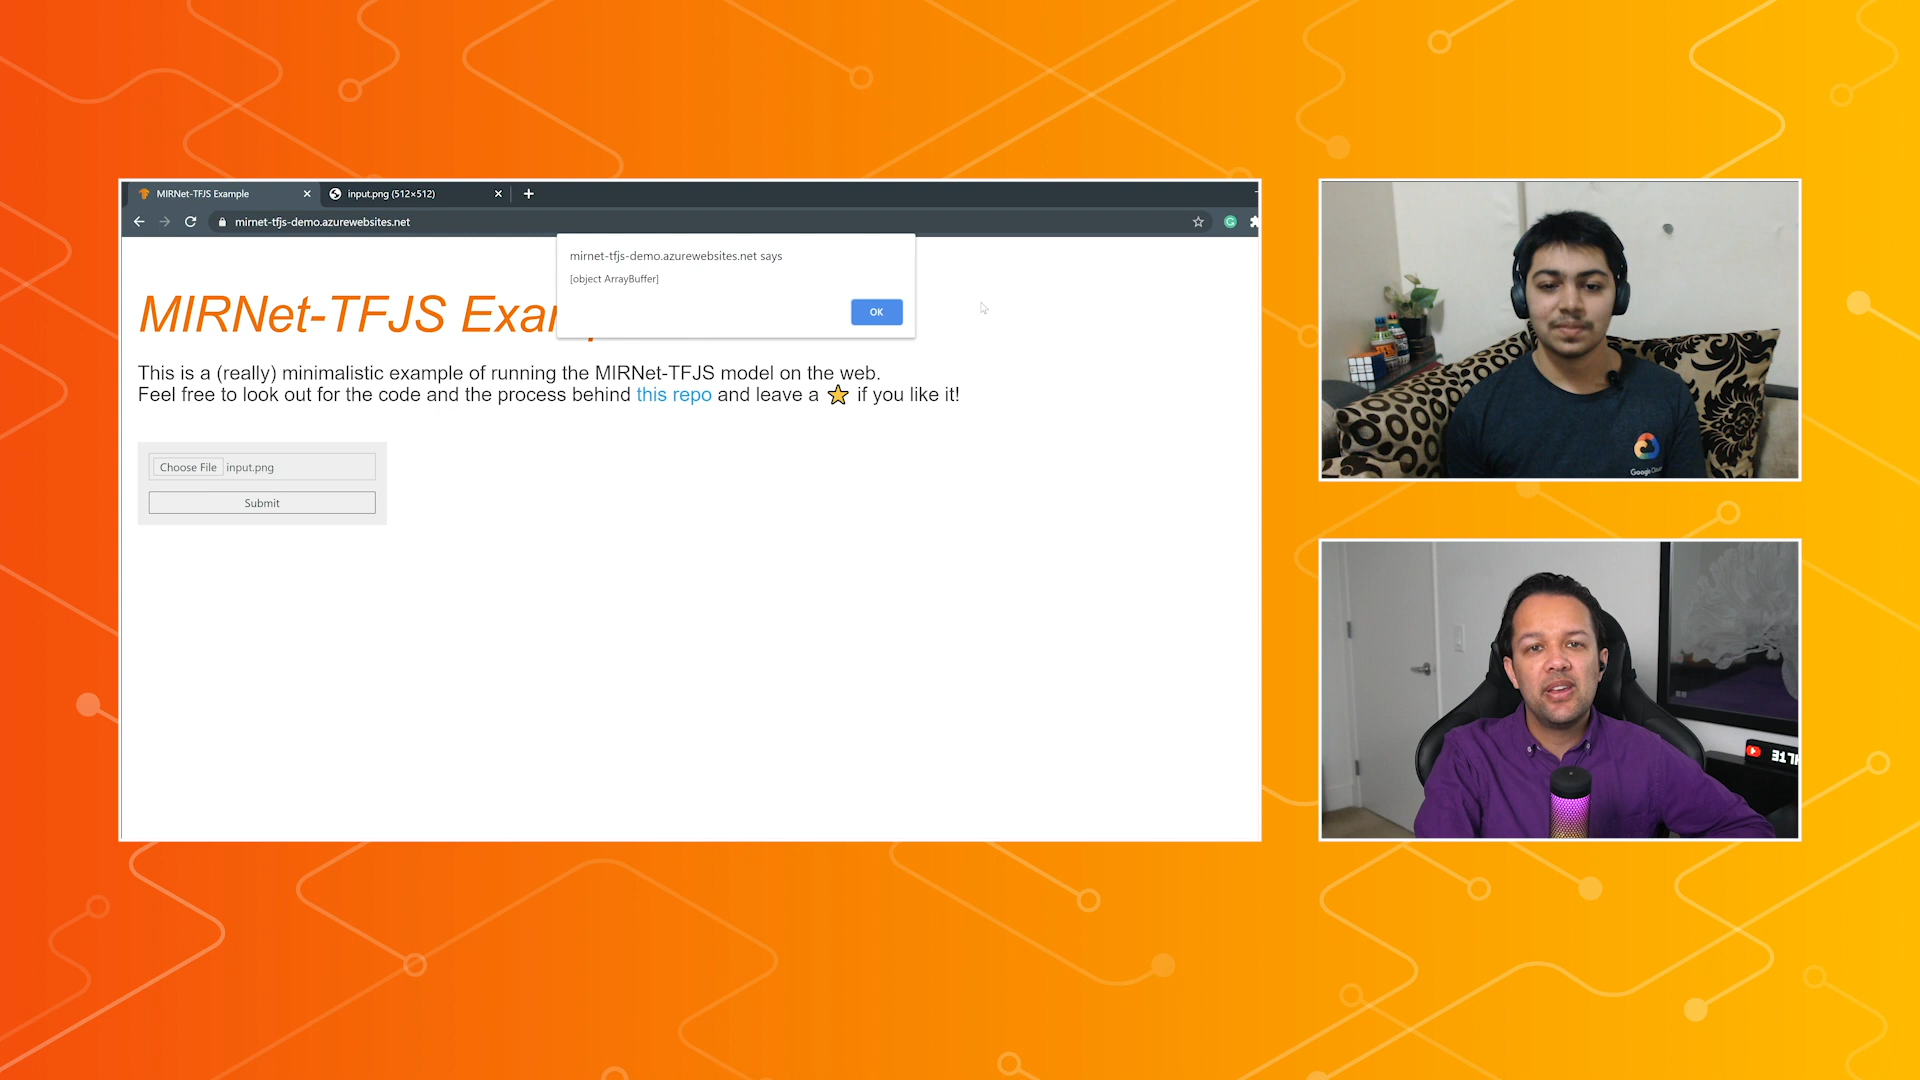 MIRNet-TFJS Example
input.png (512×512)
mirnet-tfjs-demo.azurewebsites.net
mirnet-tfjs-demo.azurewebsites.net says
[object ArrayBuffer]
OK
MIRNet-TFJS
This is a (really) minimalistic example of running the MIRNet-TFJS model on the web.
Feel free to look out for the code and the process behind this repo and leave a ⭐ if you like it!
Choose File input.png
Submit
Google Cloud